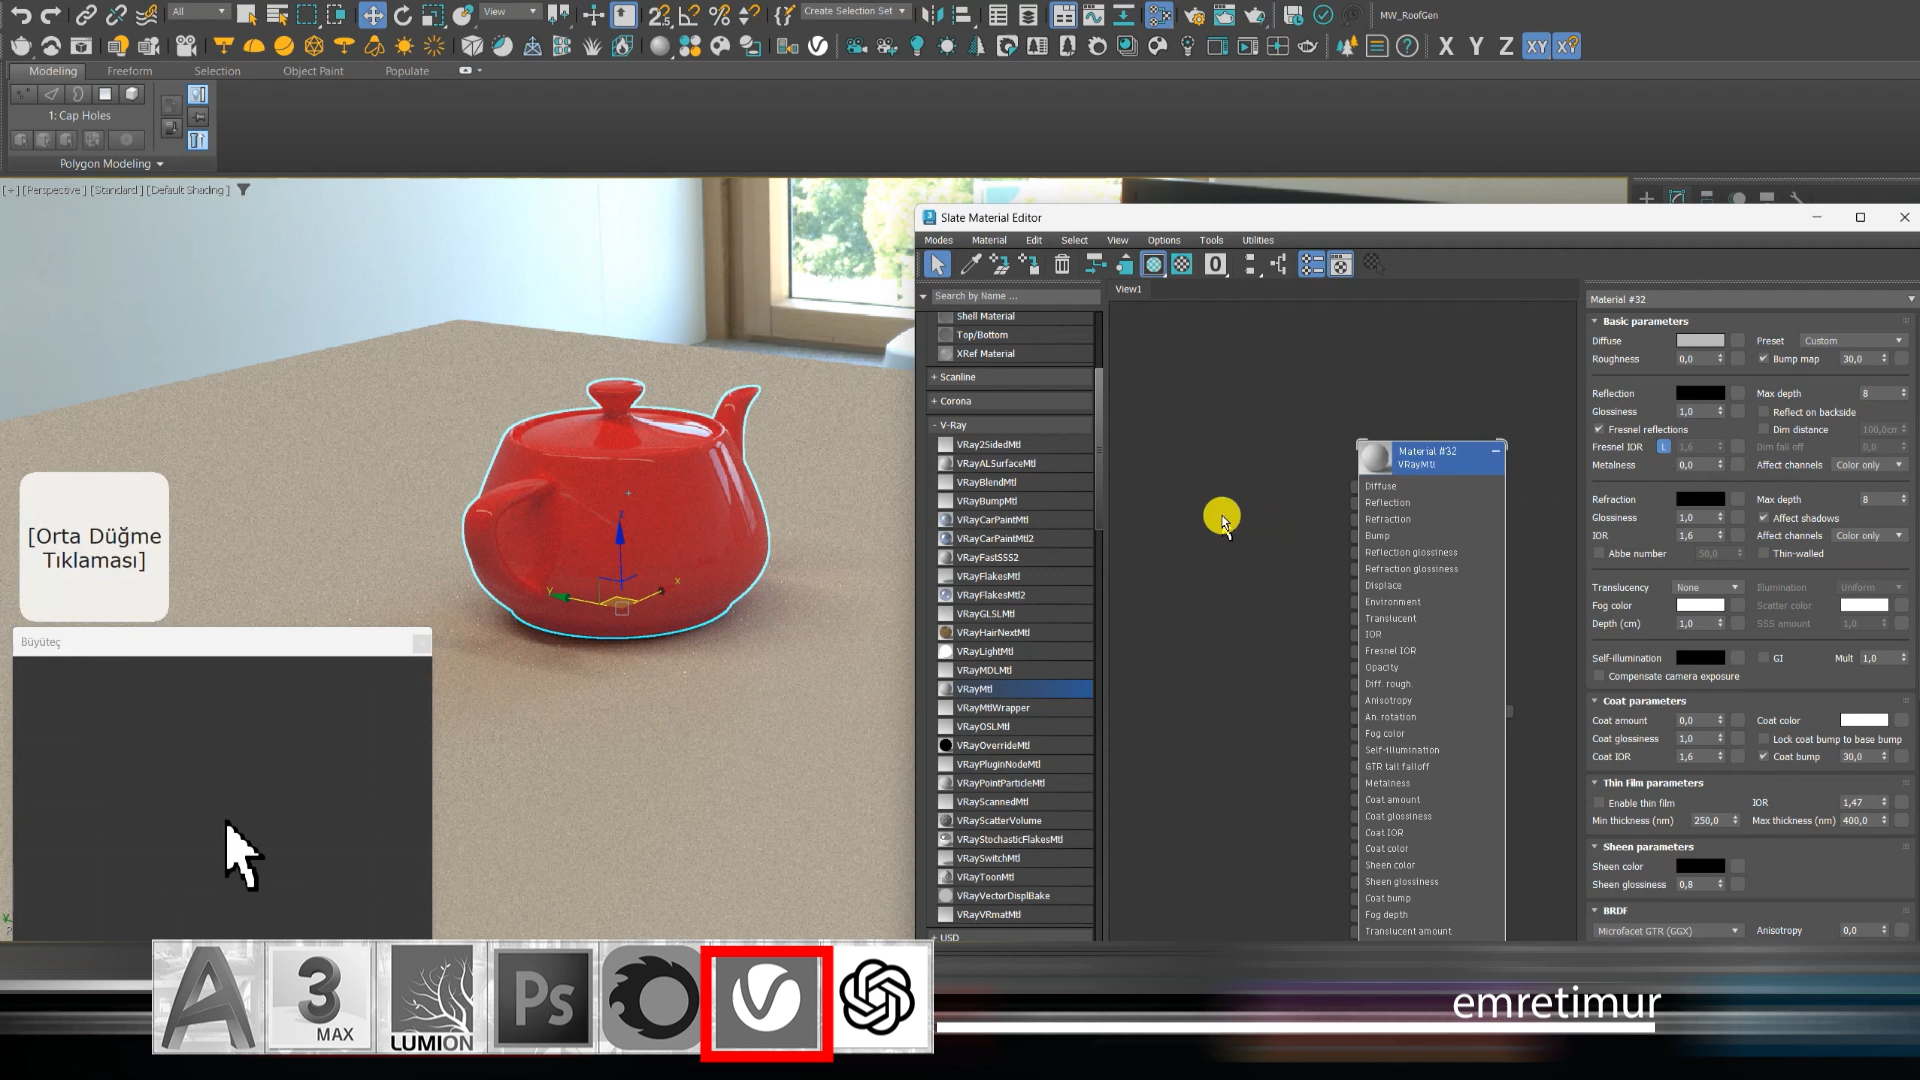 All
View
Create Selection Set
MW_RoofGen
X Y Z XY XY
Modeling
Freeform
Selection
Object Paint
Populate
1: Cap Holes
Polygon Modeling
[+] [Perspective] [Standard] [Default Shading]
Slate Material Editor
Modes
Material
Edit
Select
View
Options
Tools
Utilities
Search by Name ...
View1
Shell Material
Top/Bottom
XRef Material
+ Scanline
+ Corona
- V-Ray
VRay2SidedMtl
VRayALSurfaceMtl
VRayBlendMtl
VRayBumpMtl
VRayCarPaintMtl
VRayCarPaintMtl2
VRayFastSSS2
VRayFlakesMtl
VRayFlakesMtl2
VRayGLSLMtl
VRayHairNextMtl
VRayLightMtl
VRayMDLMtl
VRayMtl
VRayMtlWrapper
VRayOSLMtl
VRayOverrideMtl
VRayPluginNodeMtl
VRayPointParticleMtl
VRayScannedMtl
VRayScatterVolume
VRayStochasticFlakesMtl
VRaySwitchMtl
VRayToonMtl
VRayVectorDisplBake
VRayVRmatMtl
+ USD
Material #32
VRayMtl
Diffuse
Reflection
Refraction
Bump
Reflection glossiness
Refraction glossiness
Displace
Environment
Translucent
IOR
Fresnel IOR
Opacity
Diff. rough.
Anisotropy
An. rotation
Fog color
Self-illumination
GTR tail falloff
Metalness
Coat amount
Coat glossiness
Coat IOR
Coat color
Sheen color
Sheen glossiness
Coat bump
Fog depth
Translucent amount
Material #32
Basic parameters
Diffuse
Preset Custom
Roughness 0,0
Bump map 30,0
Reflection
Max depth 8
Glossiness 1,0
Reflect on backside
Fresnel reflections
Dim distance 100,0cm
Fresnel IOR L 1,6
Dim fall off 0,0
Metalness 0,0
Affect channels Color only
Refraction
Max depth 8
Glossiness 1,0
Affect shadows
IOR 1,6
Affect channels Color only
Abbe number 50,0
Thin-walled
Translucency None
Illumination Uniform
Fog color
Scatter color
Depth (cm) 1,0
SSS amount 1,0
Self-illumination
GI
Mult 1,0
Compensate camera exposure
Coat parameters
Coat amount 0,0
Coat color
Coat glossiness 1,0
Lock coat bump to base bump
Coat IOR 1,6
Coat bump 30,0
Thin Film parameters
Enable thin film
IOR 1,47
Min thickness (nm) 250,0
Max thickness (nm) 400,0
Sheen parameters
Sheen color
Sheen glossiness 0,8
BRDF
Microfacet GTR (GGX)
Anisotropy 0,0
[Orta Düğme
Tıklaması]
Büyüteç
z
x
Y
A
3
MAX
LUMION
Ps
emretimur